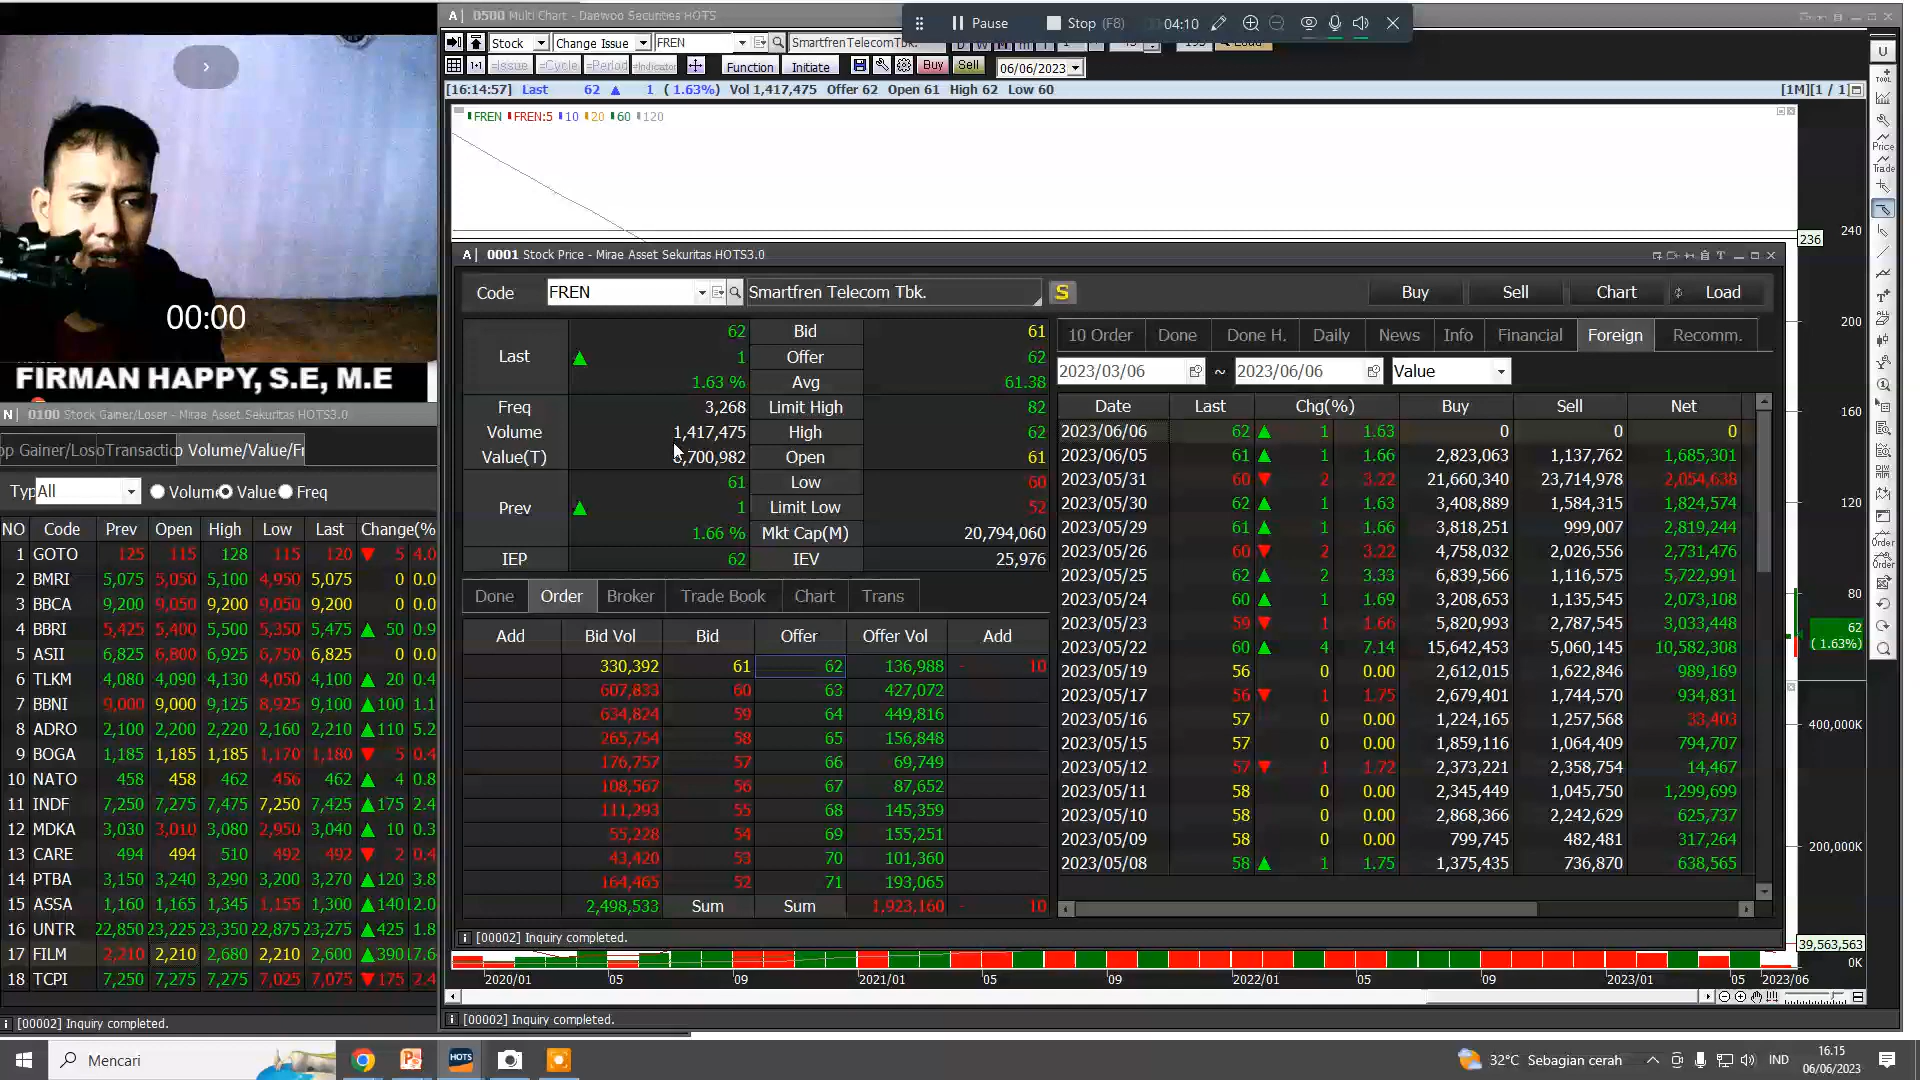 A| 0500 Multi Chart - Daewoo Securities HOTS
Pause Stop (F8) 04:10
Stock Change Issue FREN SmartfrenTelecomTbk.
=Issue =Cycle =Period =Indicator Function Initiate Buy Sell 06/06/2023
[16:14:57] Last 62 ▲ 1 ( 1.63%) Vol 1,417,475 Offer 62 Open 61 High 62 Low 60 [1M][1 / 1]
FREN FREN:5 10 20 60 120
00:00
FIRMAN HAPPY, S.E, M.E
A| 0001 Stock Price - Mirae Asset Sekuritas HOTS3.0
Code FREN Smartfren Telecom Tbk. S Buy Sell Chart Load
Last 62 Bid 61
▲ 1 Offer 62
1.63 % Avg 61.38
Freq 3,268 Limit High 82
Volume 1,417,475 High 62
Value(T) ,700,982 Open 61
Prev 61 Low 60
▲ 1 Limit Low 52
1.66 % Mkt Cap(M) 20,794,060
IEP 62 IEV 25,976
Done Order Broker Trade Book Chart Trans
Add Bid Vol Bid Offer Offer Vol Add
330,392 61 62 136,988 - 10
607,833 60 63 427,072
634,824 59 64 449,816
265,754 58 65 156,848
176,757 57 66 69,749
108,567 56 67 87,652
111,293 55 68 145,359
55,228 54 69 155,251
43,420 53 70 101,360
164,465 52 71 193,065
2,498,533 Sum Sum 1,923,160 - 10
[00002] Inquiry completed.
10 Order Done Done H. Daily News Info Financial Foreign Recomm.
2023/03/06 ~ 2023/06/06 Value
Date Last Chg(%) Buy Sell Net
2023/06/06 62 ▲ 1 1.63 0 0 0
2023/06/05 61 ▲ 1 1.66 2,823,063 1,137,762 1,685,301
2023/05/31 60 ▼ 2 3.22 21,660,340 23,714,978 2,054,638
2023/05/30 62 ▲ 1 1.63 3,408,889 1,584,315 1,824,574
2023/05/29 61 ▲ 1 1.66 3,818,251 999,007 2,819,244
2023/05/26 60 ▼ 2 3.22 4,758,032 2,026,556 2,731,476
2023/05/25 62 ▲ 2 3.33 6,839,566 1,116,575 5,722,991
2023/05/24 60 ▲ 1 1.69 3,208,653 1,135,545 2,073,108
2023/05/23 59 ▼ 1 1.66 5,820,993 2,787,545 3,033,448
2023/05/22 60 ▲ 4 7.14 15,642,453 5,060,145 10,582,308
2023/05/19 56 0 0.00 2,612,015 1,622,846 989,169
2023/05/17 56 ▼ 1 1.75 2,679,401 1,744,570 934,831
2023/05/16 57 0 0.00 1,224,165 1,257,568 33,403
2023/05/15 57 0 0.00 1,859,116 1,064,409 794,707
2023/05/12 57 ▼ 1 1.72 2,373,221 2,358,754 14,467
2023/05/11 58 0 0.00 2,345,449 1,045,750 1,299,699
2023/05/10 58 0 0.00 2,868,366 2,242,629 625,737
2023/05/09 58 0 0.00 799,745 482,481 317,264
2023/05/08 58 ▲ 1 1.75 1,375,435 736,870 638,565
N| 0100 Stock Gainer/Loser - Mirae Asset Sekuritas HOTS3.0
op Gainer/Los oTransactio p Volume/Value/Fr
Typ All Volum Value Freq
NO Code Prev Open High Low Last Change(%
1 GOTO 125 115 128 115 120 ▼ 5 4.0
2 BMRI 5,075 5,050 5,100 4,950 5,075 0 0.0
3 BBCA 9,200 9,050 9,200 9,050 9,200 0 0.0
4 BBRI 5,425 5,400 5,500 5,350 5,475 ▲ 50 0.9
5 ASII 6,825 6,800 6,925 6,750 6,825 0 0.0
6 TLKM 4,080 4,090 4,130 4,050 4,100 ▲ 20 0.4
7 BBNI 9,000 9,000 9,125 8,925 9,100 ▲100 1.1
8 ADRO 2,100 2,200 2,220 2,160 2,210 ▲110 5.2
9 BOGA 1,185 1,185 1,185 1,170 1,180 ▼ 5 0.4
10 NATO 458 458 462 456 462 ▲ 4 0.8
11 INDF 7,250 7,275 7,475 7,250 7,425 ▲175 2.4
12 MDKA 3,030 3,010 3,080 2,950 3,040 ▲ 10 0.3
13 CARE 494 494 510 492 492 ▼ 2 0.4
14 PTBA 3,150 3,240 3,290 3,200 3,270 ▲120 3.8
15 ASSA 1,160 1,165 1,345 1,155 1,300 ▲140 12.0
16 UNTR 22,850 23,225 23,350 22,875 23,275 ▲425 1.8
17 FILM 2,210 2,210 2,680 2,210 2,600 ▲390 17.6
18 TCPI 7,250 7,275 7,275 7,025 7,075 ▼175 2.4
[00002] Inquiry completed.
236 240
200
160
120
80
62
( 1.63%)
400,000K
200,000K
39,563,563
0K
2020/01 05 09 2021/01 05 09 2022/01 05 09 2023/01 05 2023/06
[00002] Inquiry completed.
U
TOOL
Price
Trade
Order
Order
Mencari HOTS 32°C Sebagian cerah IND 16.15
06/06/2023